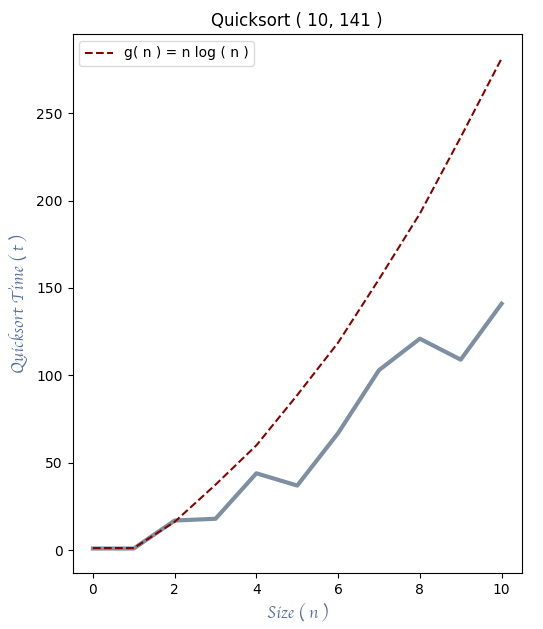 Quicksort ( 10, 141 )
g( n ) = n log ( n )
Quicksort Time ( t )
250
200
150
100
50
0
0 2 4 6 8 10
Size ( n )